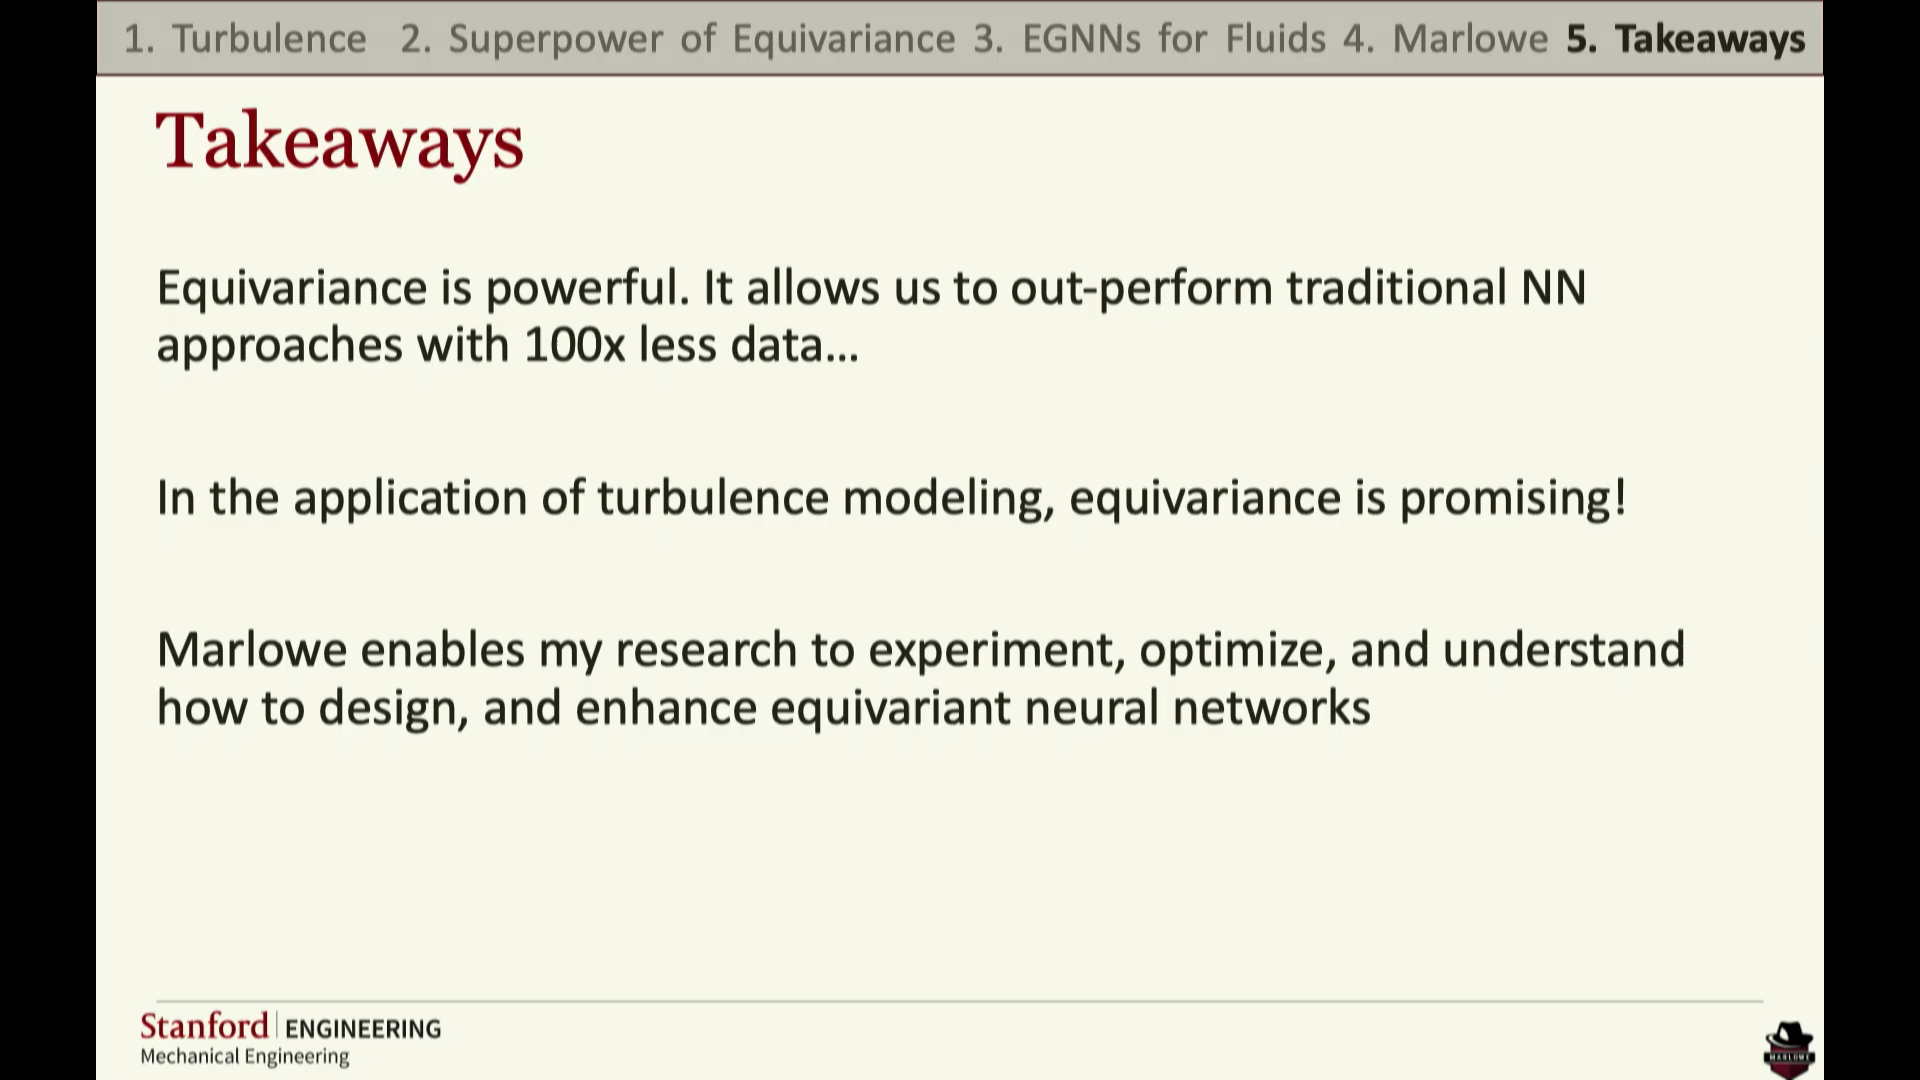 1. Turbulence 2. Superpower of Equivariance 3. EGNNs for Fluids 4. Marlowe 5. Takeaways
Takeaways
Equivariance is powerful. It allows us to out-perform traditional NN
approaches with 100x less data...
In the application of turbulence modeling, equivariance is promising!
Marlowe enables my research to experiment, optimize, and understand
how to design, and enhance equivariant neural networks
Stanford ENGINEERING
Mechanical Engineering
MARLOWE